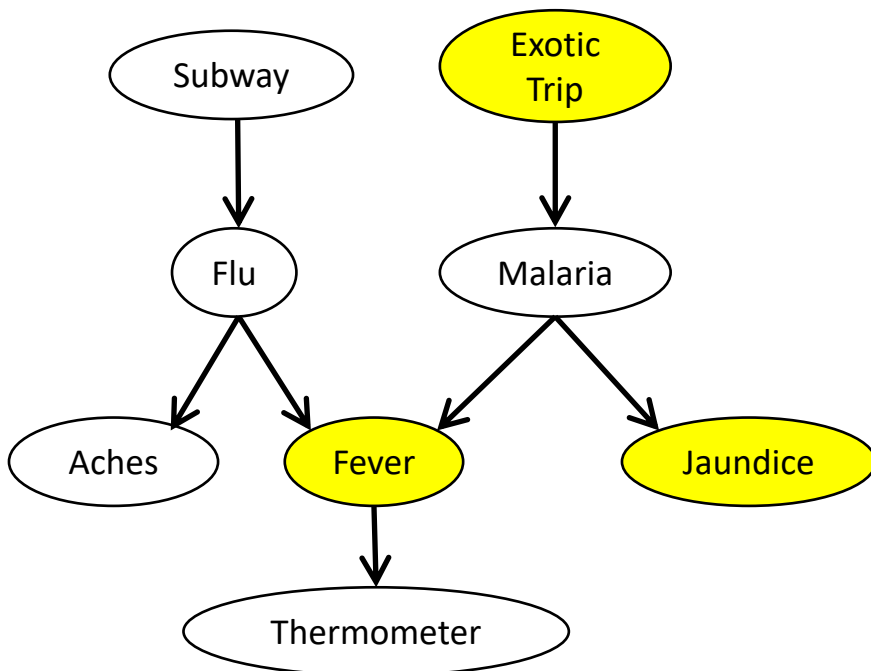 Subway
Exotic
Trip
Flu
Malaria
Aches
Fever
Jaundice
Thermometer